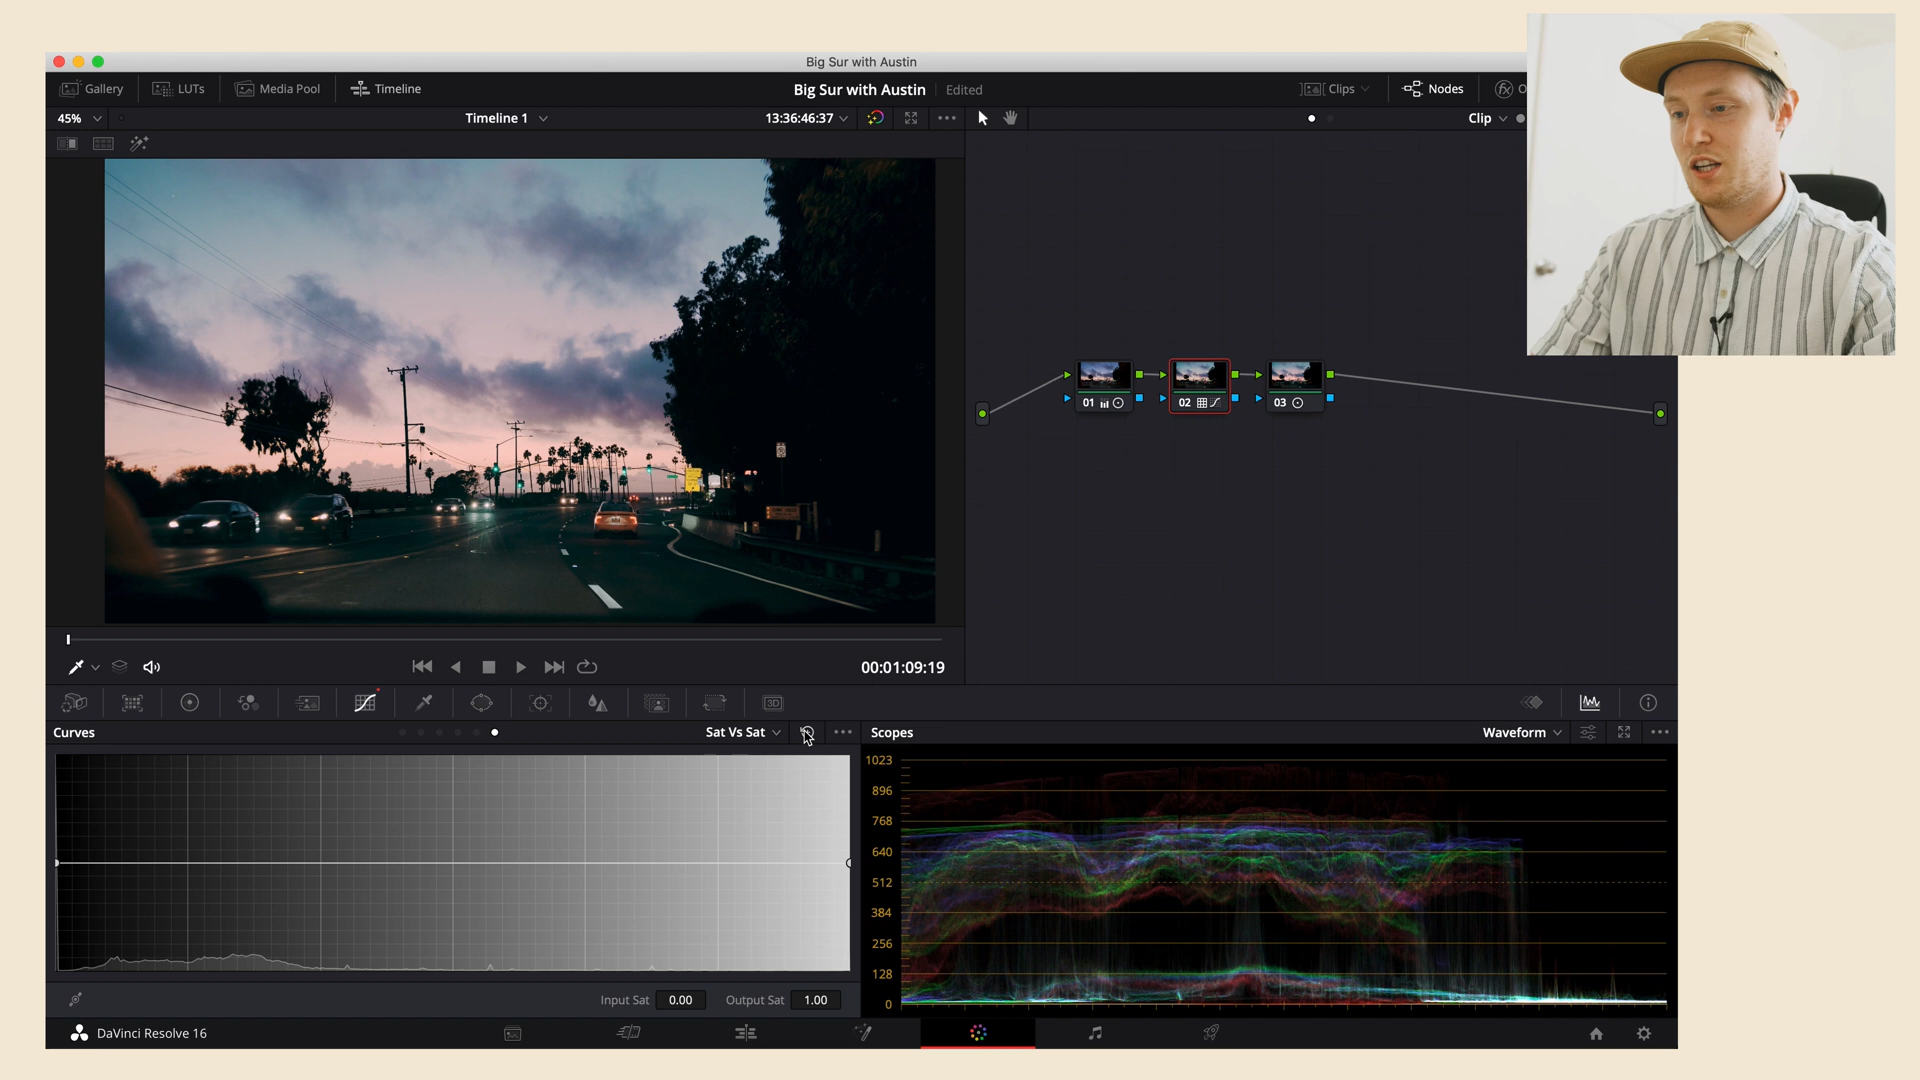 Big Sur with Austin
Gallery
LUTs
Media Pool
Timeline
Big Sur with Austin
Edited
Clips
Nodes
O
45%
Timeline 1
13:36:46:37
Clip
01
02
03
00:01:09:19
3D
Curves
Sat Vs Sat
Scopes
Waveform
1023
896
768
640
512
384
256
128
0
Input Sat
0.00
Output Sat
1.00
DaVinci Resolve 16